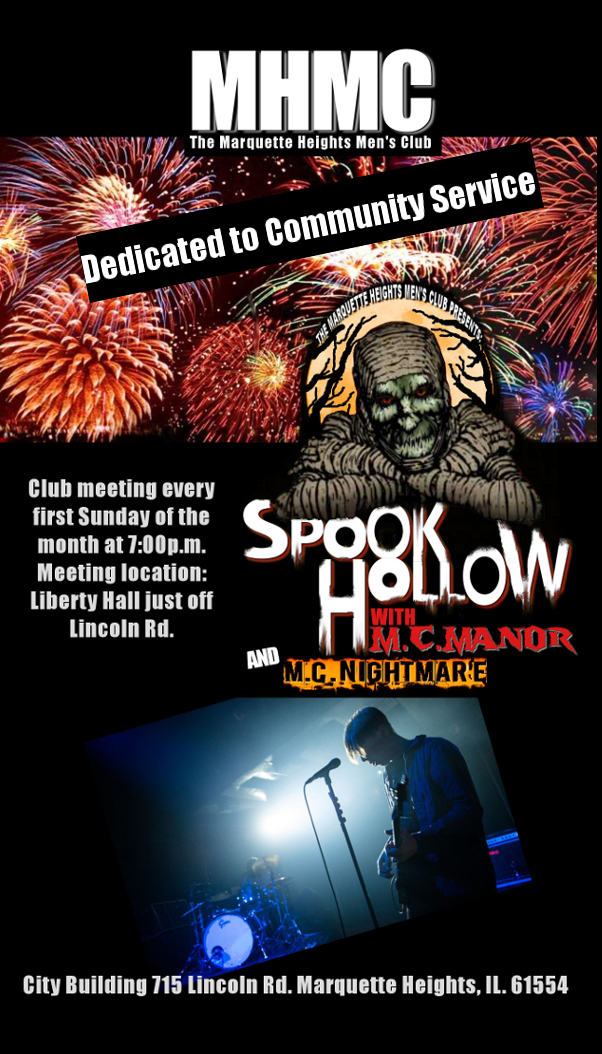 MHMC
The Marquette Heights Men's Club
Dedicated to Community Service
THE MARQUETTE HEIGHTS MEN'S CLUB PRESENTS:
Club meeting every
first Sunday of the
month at 7:00p.m.
Meeting location:
Liberty Hall just off
Lincoln Rd.
SPOOK
HOLLOW
WITH
M.C.MANOR
AND M.C. NIGHTMARE
City Building 715 Lincoln Rd. Marquette Heights, IL. 61554